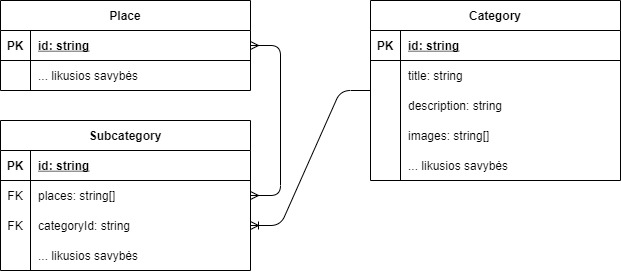 Place
PK id: string
... likusios savybės
Subcategory
PK id: string
FK places: string[]
FK categoryId: string
... likusios savybės
Category
PK id: string
title: string
description: string
images: string[]
... likusios savybės